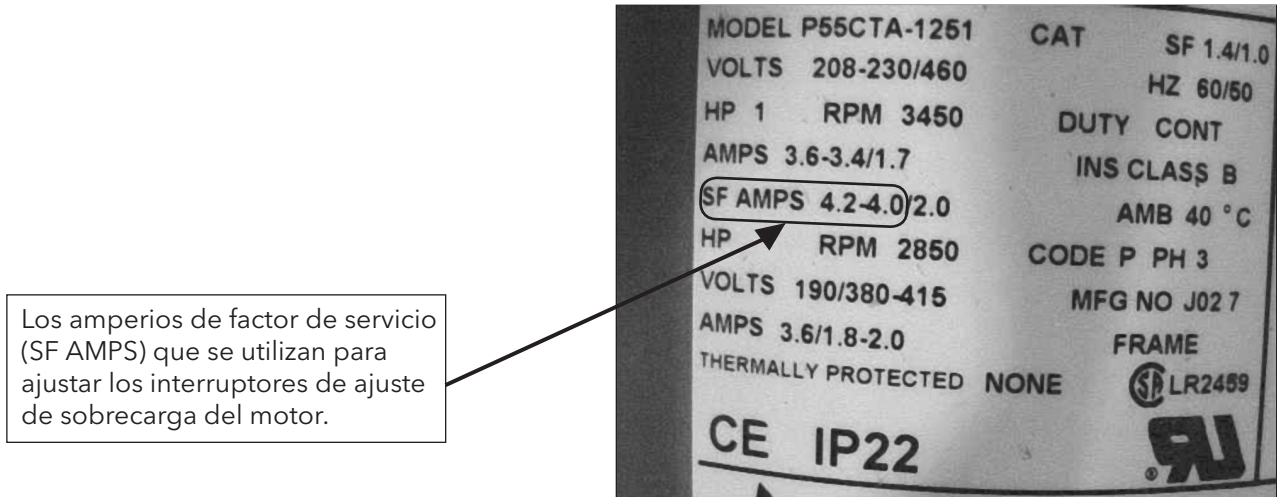 MODEL P55CTA-1251 CAT SF 1.4/1.0
VOLTS 208-230/460 HZ 60/50
HP 1 RPM 3450 DUTY CONT
AMPS 3.6-3.4/1.7 INS CLASS B
SF AMPS 4.2-4.0/2.0 AMB 40 °C
HP RPM 2850 CODE P PH 3
VOLTS 190/380-415 MFG NO J02 7
AMPS 3.6/1.8-2.0 FRAME
THERMALLY PROTECTED NONE SA LR2459
CE IP22 RU ®
Los amperios de factor de servicio
(SF AMPS) que se utilizan para
ajustar los interruptores de ajuste
de sobrecarga del motor.